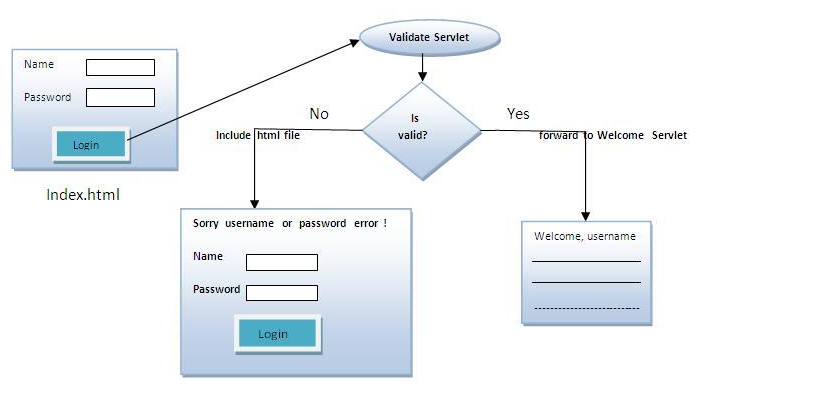 Name
Password
Login
Index.html
Validate Servlet
Is
valid?
No
Include html file
Yes
forward to Welcome Servlet
Sorry username or password error !
Name
Password
Login
Welcome, username